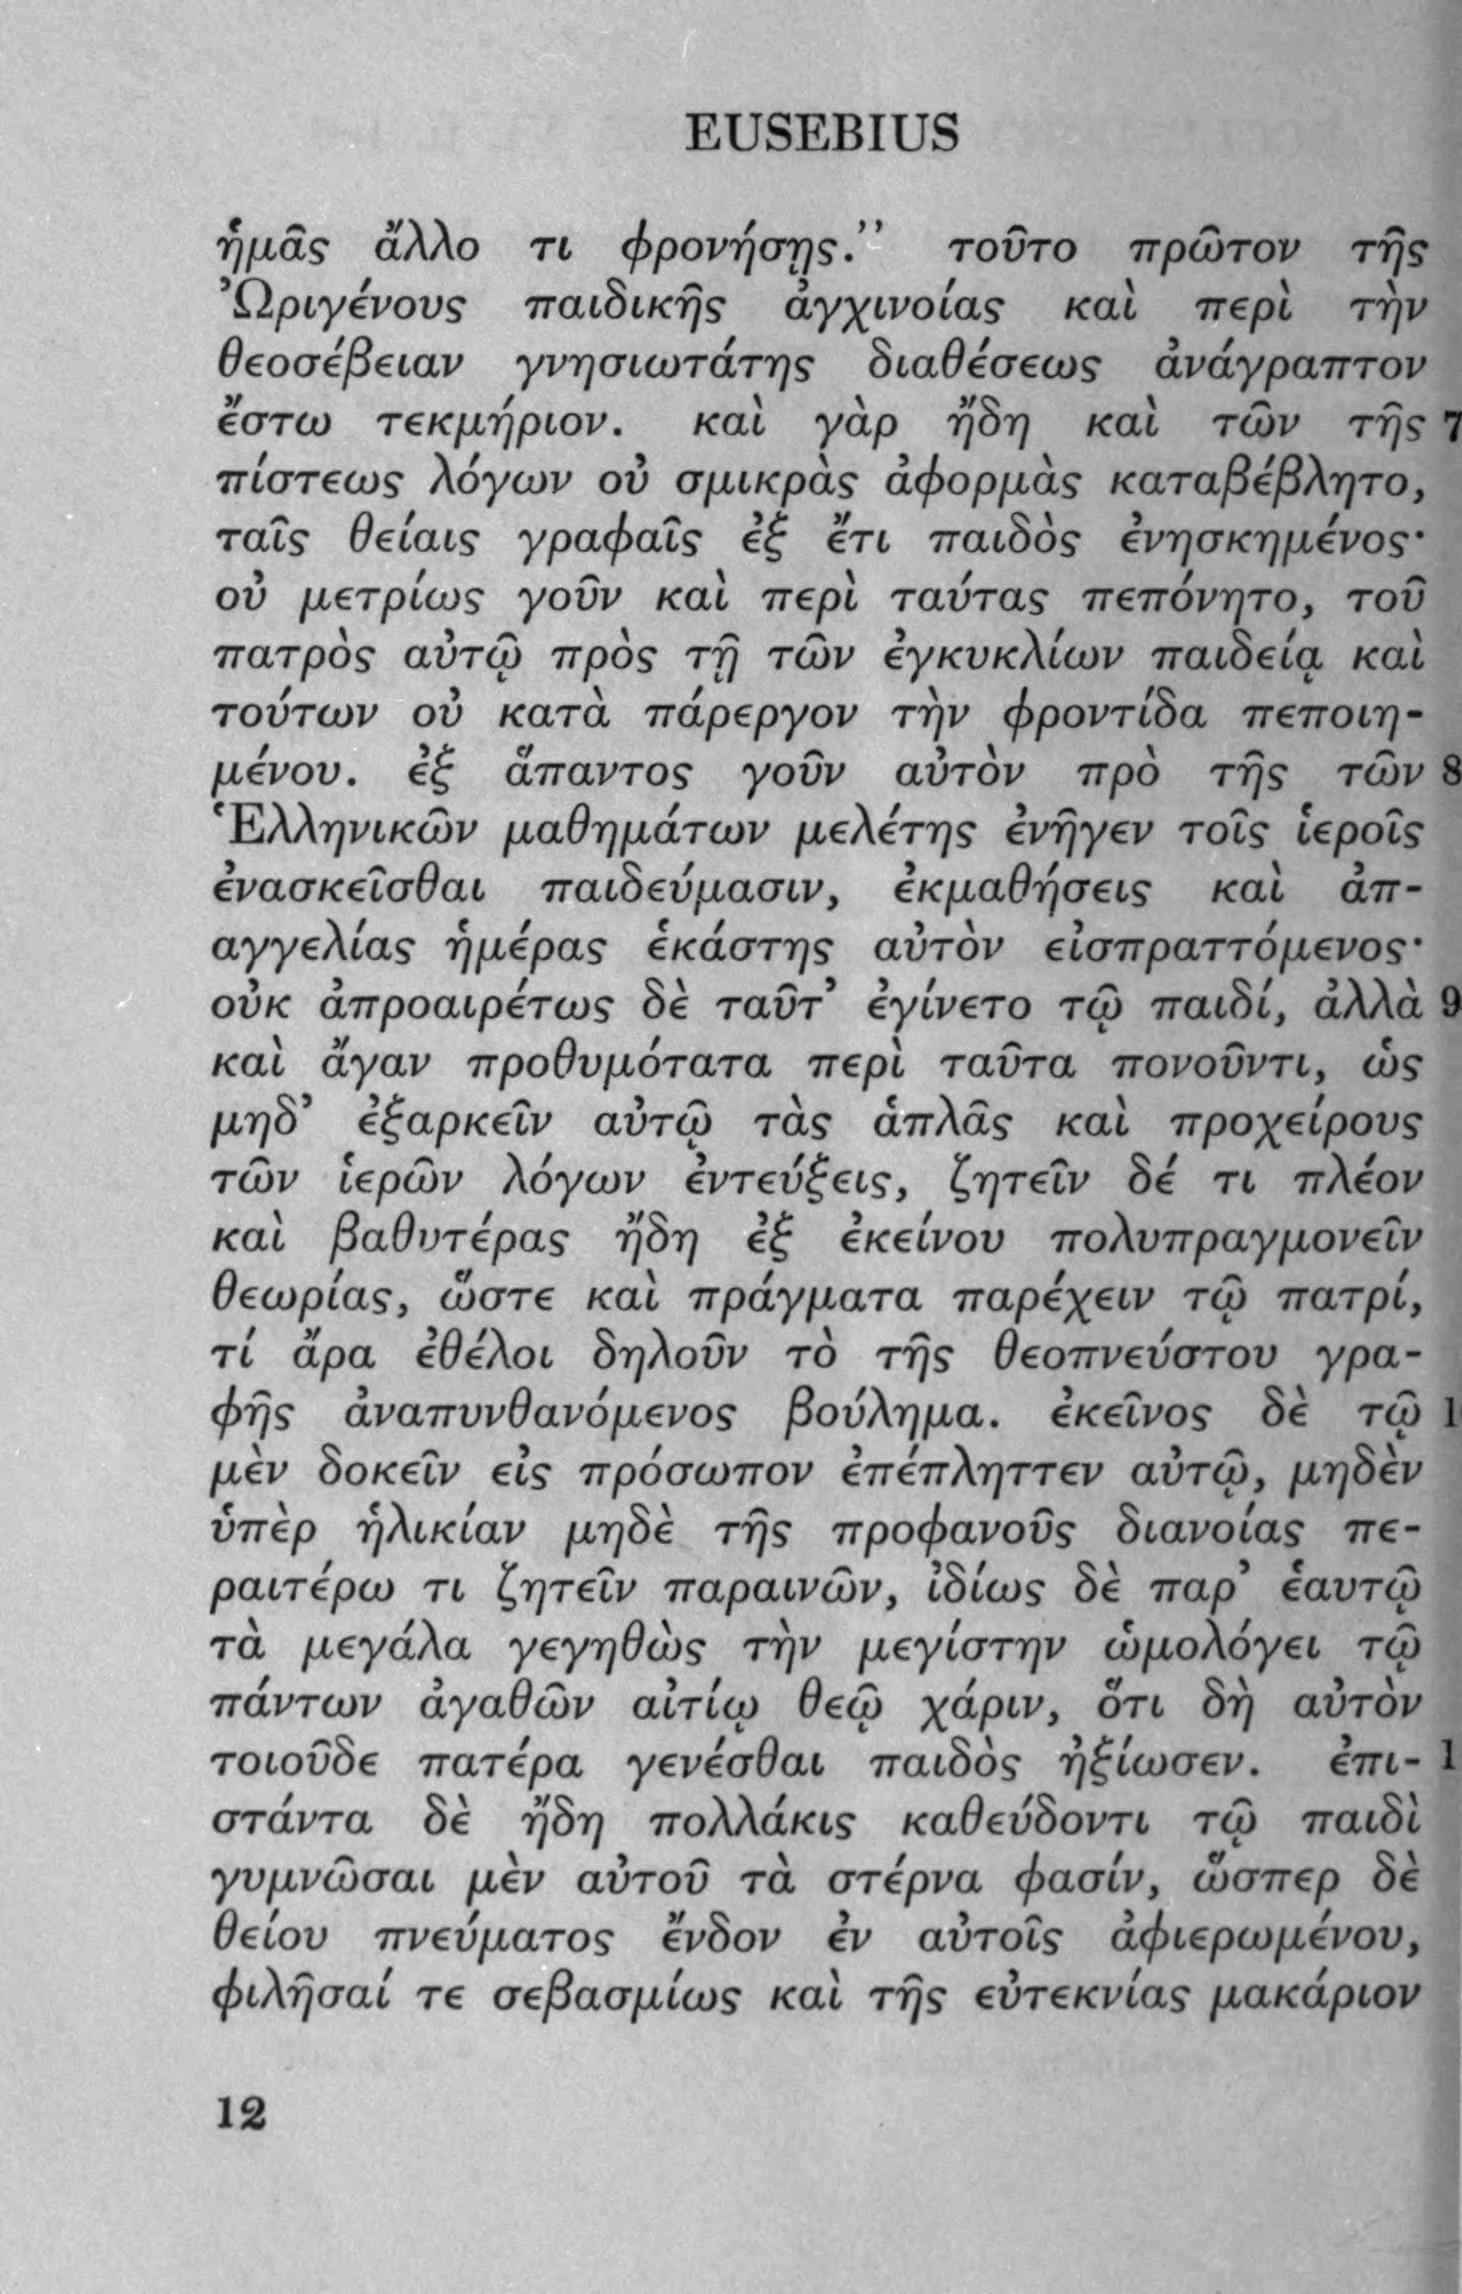 EUSEBIUS
ἡμᾶς ἄλλο τι φρονήσῃς.” τοῦτο πρῶτον τῆς
Ὠριγένους παιδικῆς ἀγχινοίας καὶ περὶ τὴν
θεοσέβειαν γνησιωτάτης διαθέσεως ἀνάγραπτον
ἔστω τεκμήριον. καὶ γὰρ ἤδη καὶ τῶν τῆς 7
πίστεως λόγων οὐ σμικρὰς ἀφορμὰς καταβέβλητο,
ταῖς θείαις γραφαῖς ἐξ ἔτι παιδὸς ἐνησκημένος·
οὐ μετρίως γοῦν καὶ περὶ ταύτας πεπόνητο, τοῦ
πατρὸς αὐτῷ πρὸς τῇ τῶν ἐγκυκλίων παιδείᾳ καὶ
τούτων οὐ κατὰ πάρεργον τὴν φροντίδα πεποιη-
μένου. ἐξ ἅπαντος γοῦν αὐτὸν πρὸ τῆς τῶν 8
Ἑλληνικῶν μαθημάτων μελέτης ἐνῆγεν τοῖς ἱεροῖς
ἐνασκεῖσθαι παιδεύμασιν, ἐκμαθήσεις καὶ ἀπ-
αγγελίας ἡμέρας ἑκάστης αὐτὸν εἰσπραττόμενος·
οὐκ ἀπροαιρέτως δὲ ταῦτ’ ἐγίνετο τῷ παιδί, ἀλλὰ 9
καὶ ἄγαν προθυμότατα περὶ ταῦτα πονοῦντι, ὡς
μηδ’ ἐξαρκεῖν αὐτῷ τὰς ἁπλᾶς καὶ προχείρους
τῶν ἱερῶν λόγων ἐντεύξεις, ζητεῖν δέ τι πλέον
καὶ βαθυτέρας ἤδη ἐξ ἐκείνου πολυπραγμονεῖν
θεωρίας, ὥστε καὶ πράγματα παρέχειν τῷ πατρί,
τί ἄρα ἐθέλοι δηλοῦν τὸ τῆς θεοπνεύστου γρα-
φῆς ἀναπυνθανόμενος βούλημα. ἐκεῖνος δὲ τῷ 1
μὲν δοκεῖν εἰς πρόσωπον ἐπέπληττεν αὐτῷ, μηδὲν
ὑπὲρ ἡλικίαν μηδὲ τῆς προφανοῦς διανοίας πε-
ραιτέρω τι ζητεῖν παραινῶν, ἰδίως δὲ παρ’ ἑαυτῷ
τὰ μεγάλα γεγηθὼς τὴν μεγίστην ὡμολόγει τῷ
πάντων ἀγαθῶν αἰτίῳ θεῷ χάριν, ὅτι δὴ αὐτὸν
τοιοῦδε πατέρα γενέσθαι παιδὸς ἠξίωσεν. ἐπι- 1
στάντα δὲ ἤδη πολλάκις καθεύδοντι τῷ παιδὶ
γυμνῶσαι μὲν αὐτοῦ τὰ στέρνα φασίν, ὥσπερ δὲ
θείου πνεύματος ἔνδον ἐν αὐτοῖς ἀφιερωμένου,
φιλῆσαί τε σεβασμίως καὶ τῆς εὐτεκνίας μακάριον
12